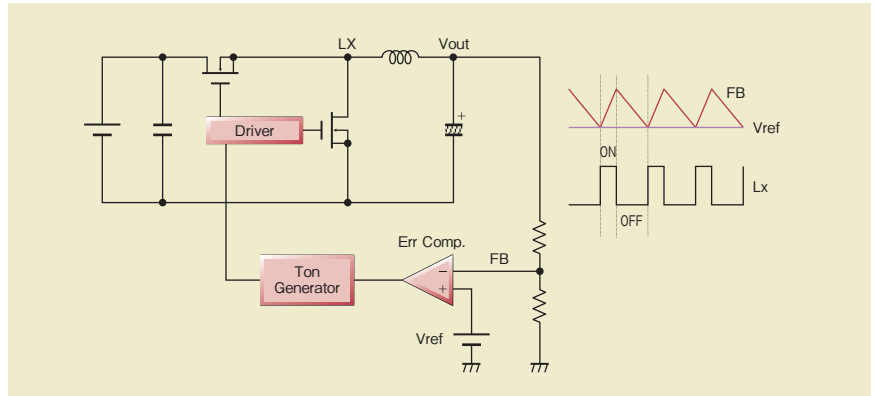 LX
Vout
FB
Vref
+
Driver
ON
Lx
OFF
Err Comp.
FB
Ton
Generator
−
+
Vref